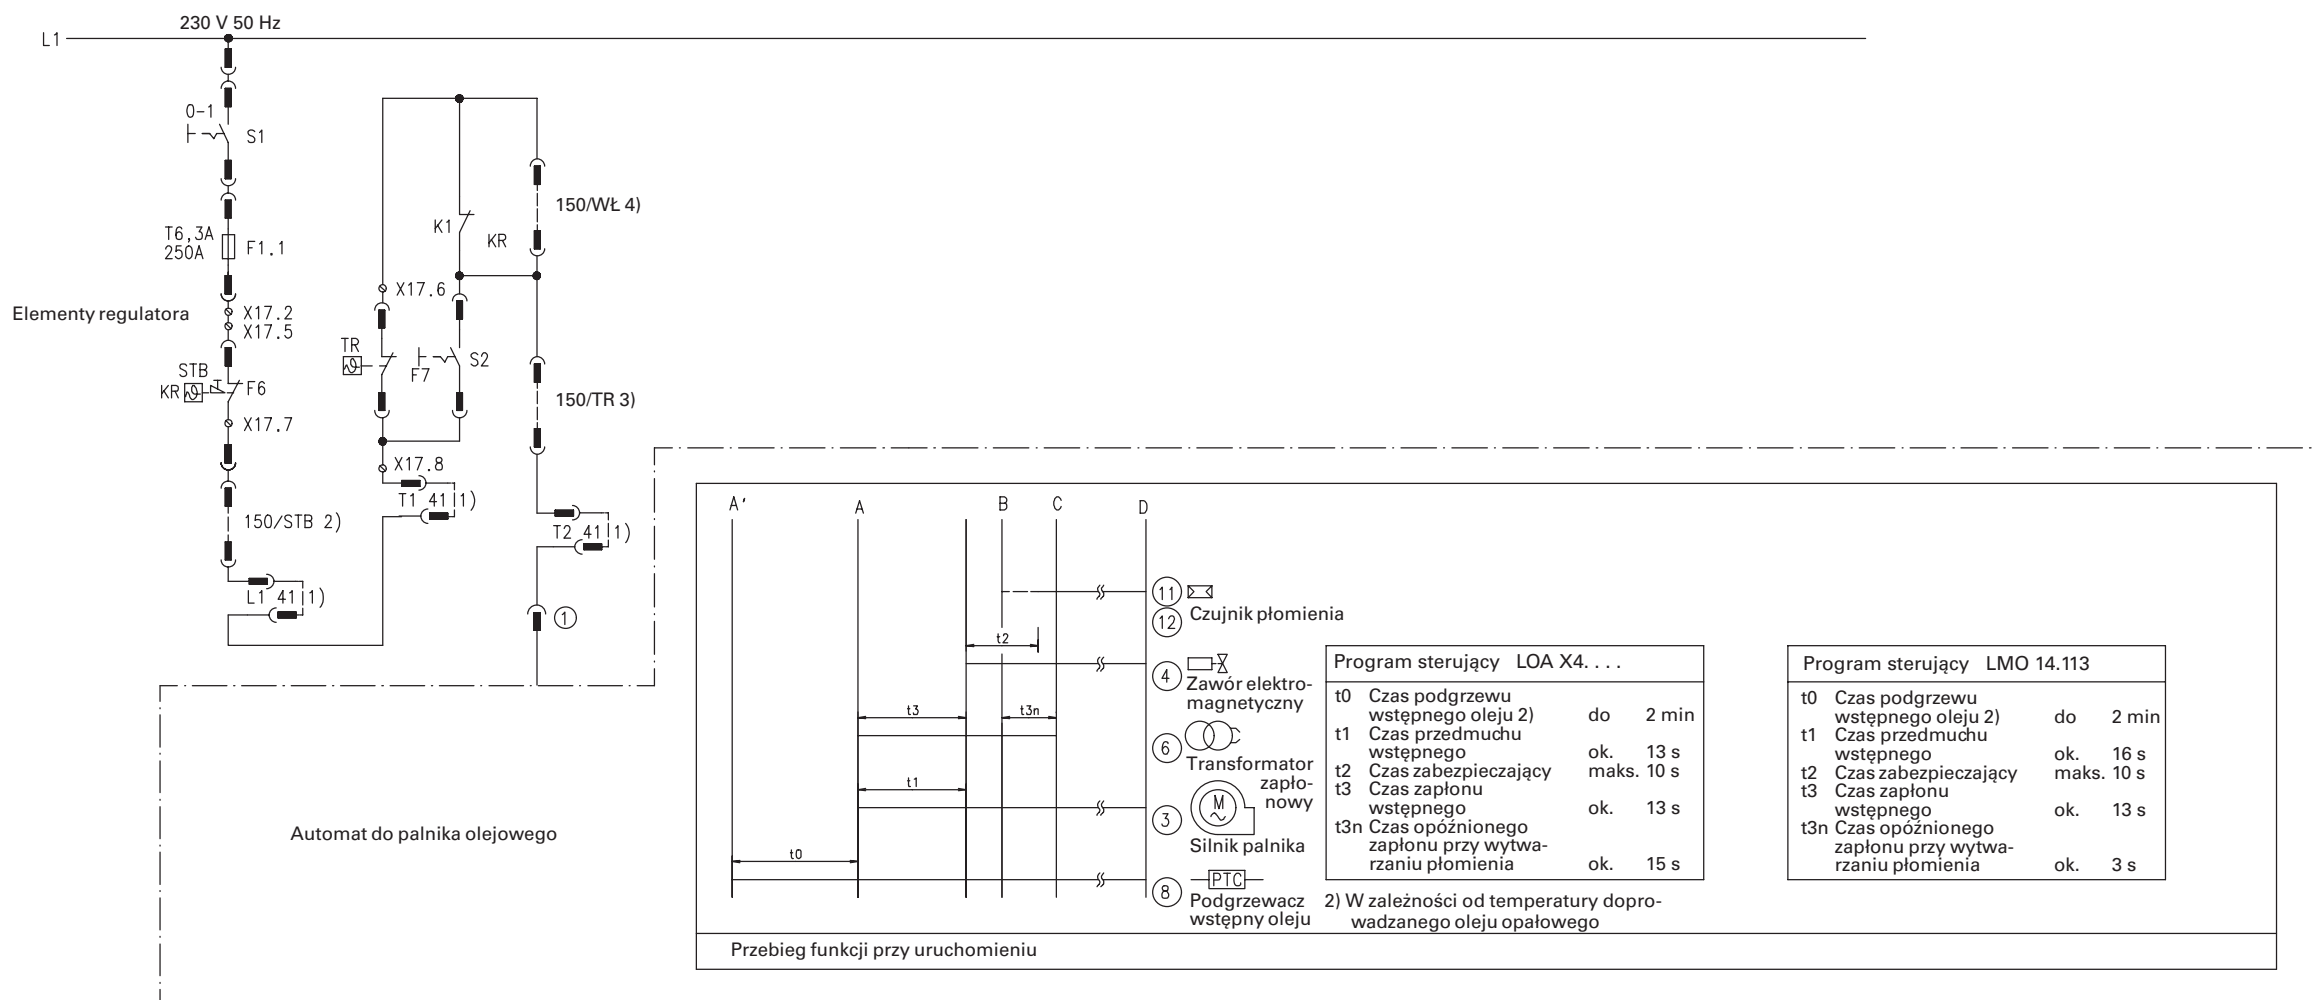 230 V 50 Hz
L1
0-1
S1
T6,3A
250A
F1.1
X17.2
X17.5
Elementy regulatora
STB
KR
F6
X17.7
150/STB 2)
L1 41 1)
K1
KR
150/WŁ 4)
X17.6
TR
F7
S2
150/TR 3)
X17.8
T1 41 1)
T2 41 1)
1
Automat do palnika olejowego
A' A B C D
11
12
Czujnik płomienia
t2
4
Zawór elektro-
magnetyczny
t3 t3n
6
Transformator
zapło-
nowy
t1
M
3
Silnik palnika
t0
PTC
8
Podgrzewacz
wstępny oleju
Program sterujący LOA X4. . . .
t0 Czas podgrzewu
wstępnego oleju 2) do 2 min
t1 Czas przedmuchu
wstępnego ok. 13 s
t2 Czas zabezpieczający maks. 10 s
t3 Czas zapłonu
wstępnego ok. 13 s
t3n Czas opóźnionego
zapłonu przy wytwa-
rzaniu płomienia ok. 15 s
2) W zależności od temperatury dopro-
wadzanego oleju opałowego
Program sterujący LMO 14.113
t0 Czas podgrzewu
wstępnego oleju 2) do 2 min
t1 Czas przedmuchu
wstępnego ok. 16 s
t2 Czas zabezpieczający maks. 10 s
t3 Czas zapłonu
wstępnego ok. 13 s
t3n Czas opóźnionego
zapłonu przy wytwa-
rzaniu płomienia ok. 3 s
Przebieg funkcji przy uruchomieniu